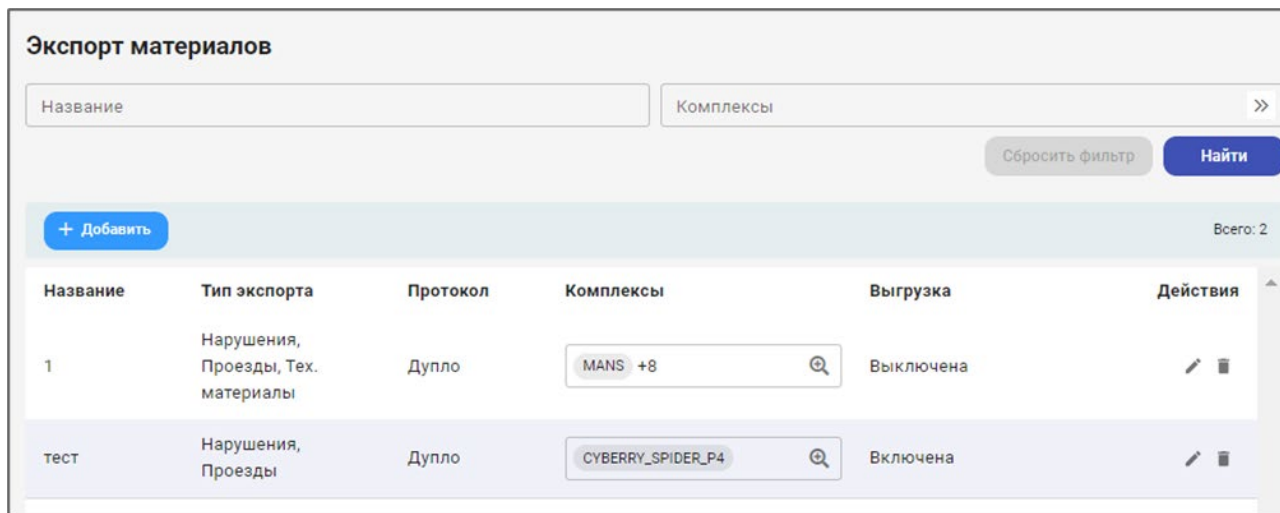 Экспорт материалов
Название
Комплексы
Сбросить фильтр
Найти
+ Добавить
Всего: 2
Название Тип экспорта Протокол Комплексы Выгрузка Действия
Нарушения,
1 Проезды, Тех. Дупло MANS +8 Выключена
материалы
Нарушения,
тест Дупло CYBERRY_SPIDER_P4 Включена
Проезды